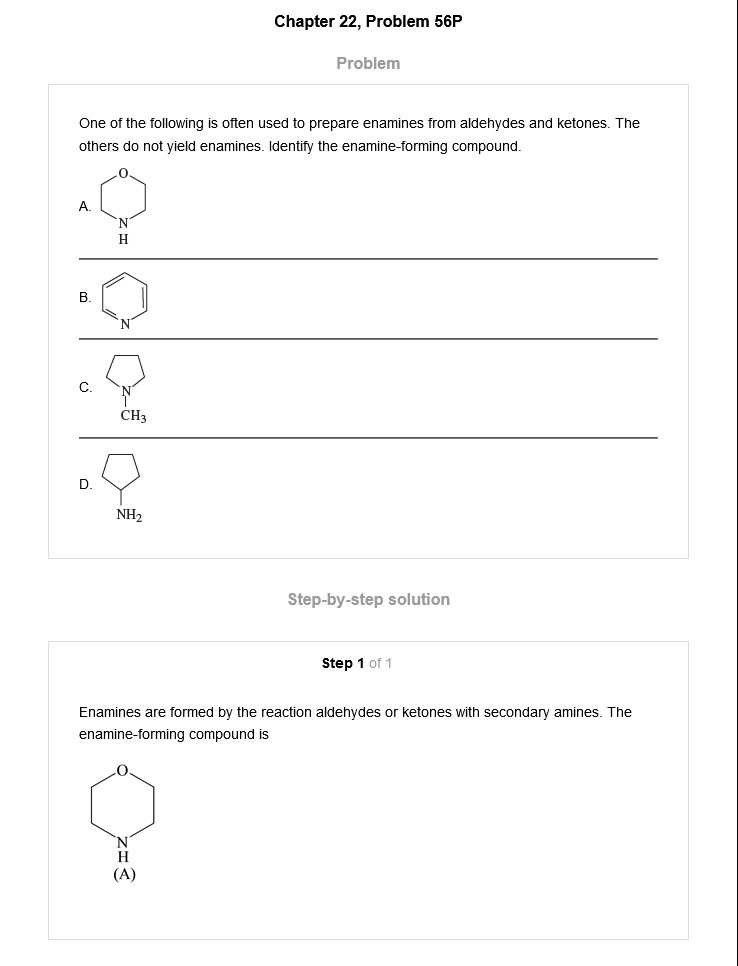 Chapter 22, Problem 56P
Problem
One of the following is often used to prepare enamines from aldehydes and ketones. The
others do not yield enamines. Identify the enamine-forming compound.
O
A.
N
H
B.
N
C.
N
CH3
D.
NH2
Step-by-step solution
Step 1 of 1
Enamines are formed by the reaction aldehydes or ketones with secondary amines. The
enamine-forming compound is
O
N
H
(A)